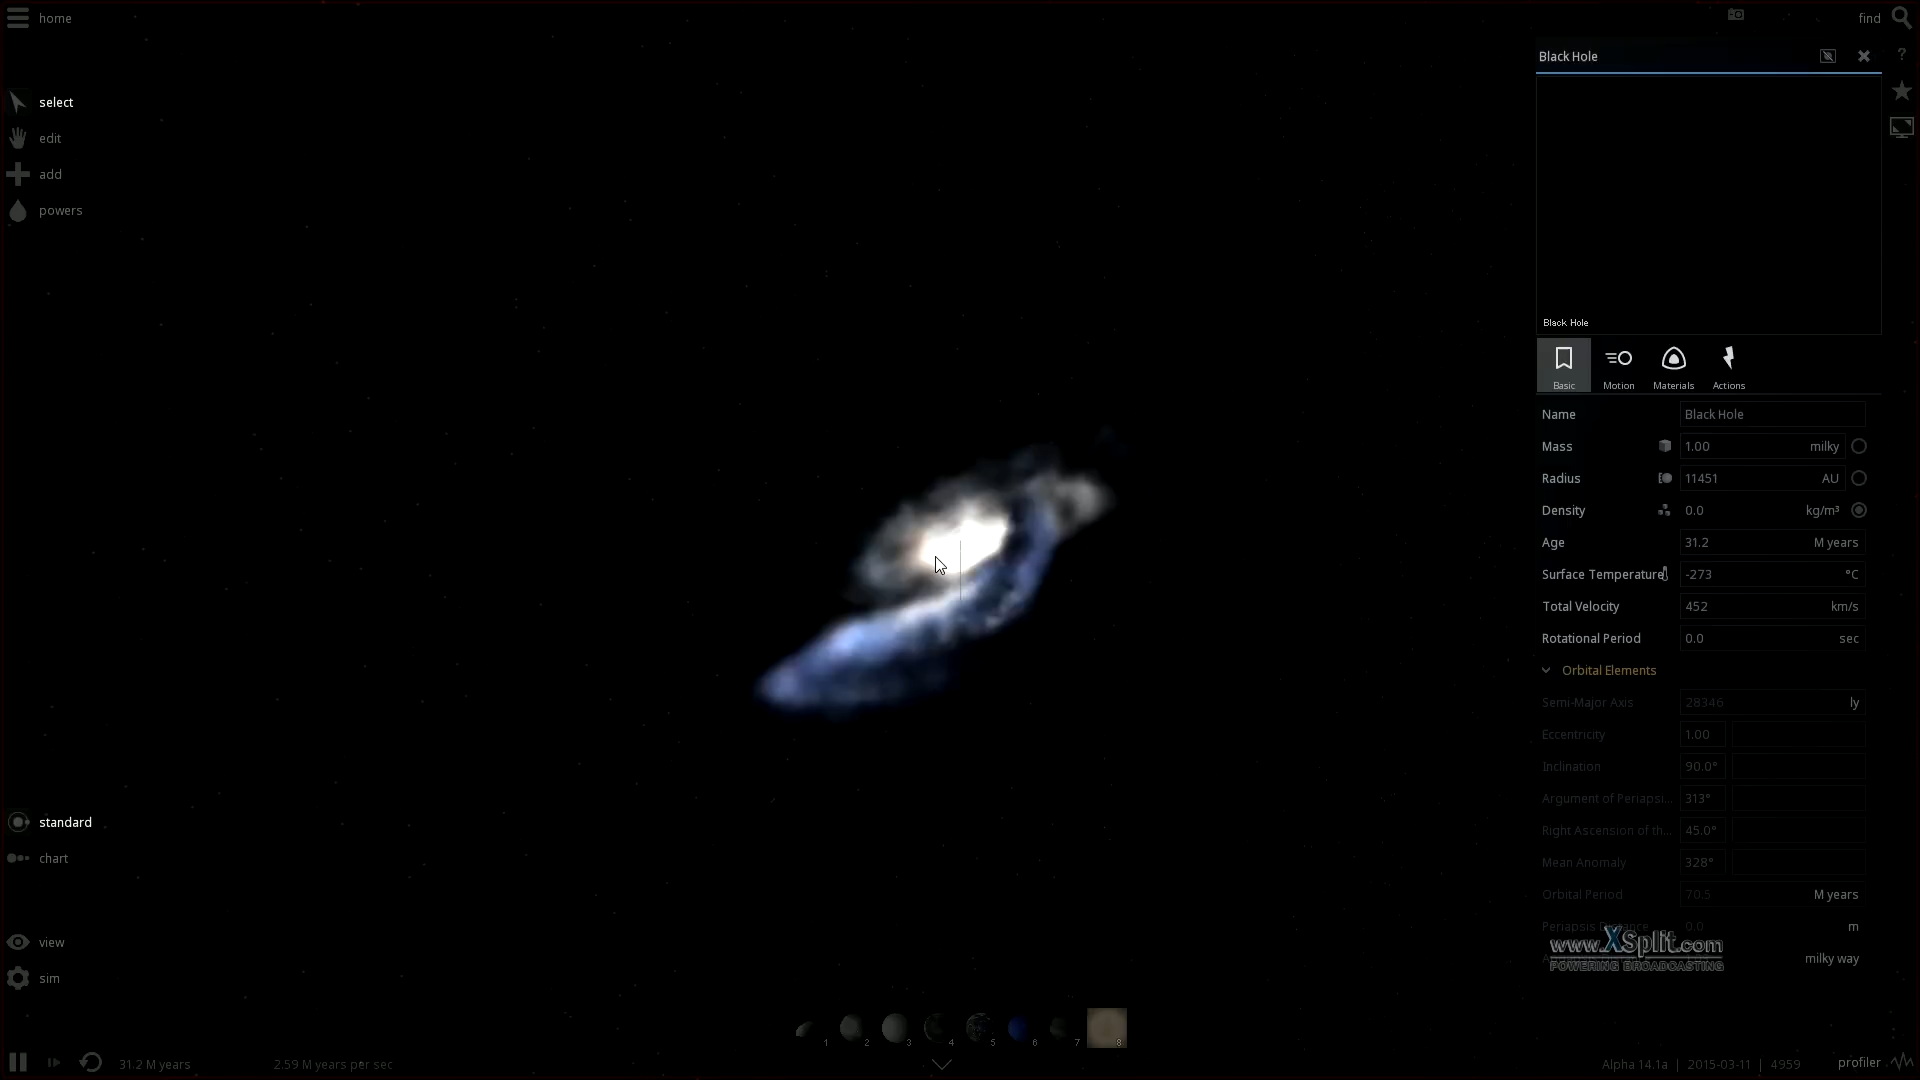 home
find
Black Hole
?
select
edit
add
powers
Black Hole
Basic Motion Materials Actions
Name Black Hole
Mass 1.00 milky
Radius 11451 AU
Density 0.0 kg/m³
Age 31.2 M years
Surface Temperature -273 °C
Total Velocity 452 km/s
Rotational Period 0.0 sec
Orbital Elements
Semi-Major Axis 28346 ly
Eccentricity 1.00
Inclination 90.0°
Argument of Periapsi...  313°
Right Ascension of th... 45.0°
Mean Anomaly 328°
Orbital Period 70.5 M years
Periapsis Distance 0.0 m
milky way
www.XSplit.com
POWERING BROADCASTING
standard
chart
view
sim
1 2 3 4 5 6 7 8
31.2 M years 2.59 M years per sec
Alpha 14.1a | 2015-03-11 | 4959 profiler